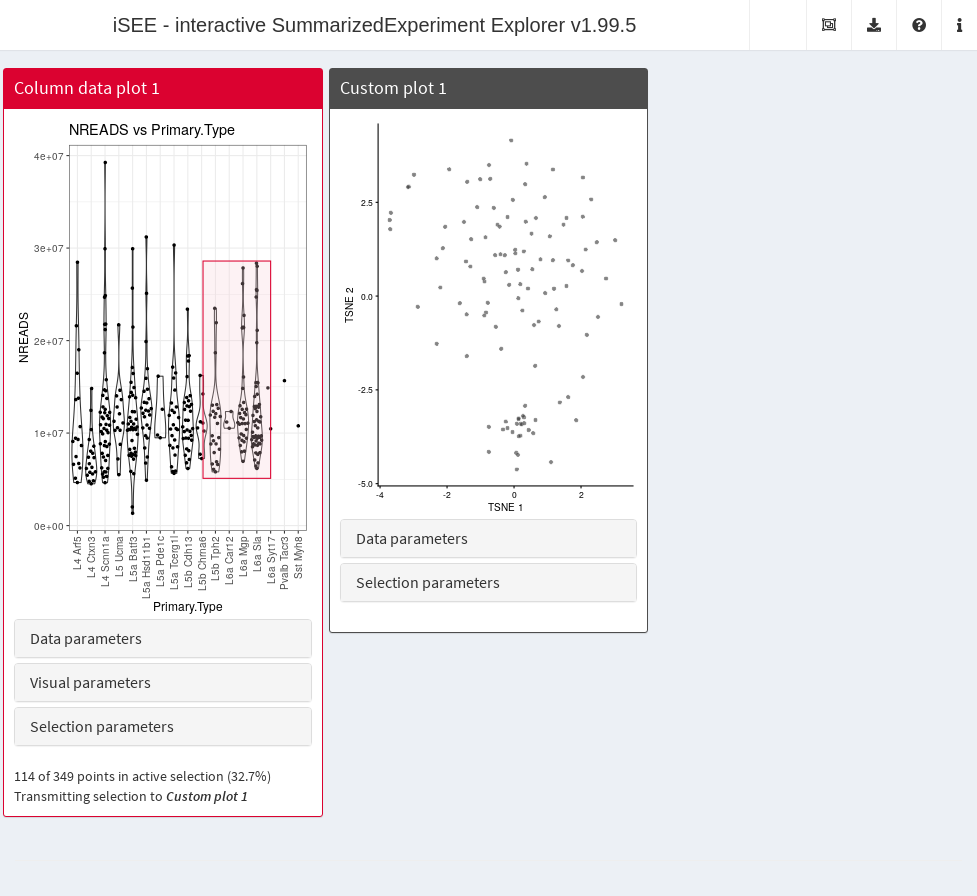 iSEE - interactive SummarizedExperiment Explorer v1.99.5
Column data plot 1
NREADS vs Primary.Type
4e+07
3e+07
2e+07
1e+07
0e+00
NREADS
L4 Arf5
L4 Ctxn3
L4 Scnn1a
L5 Ucma
L5a Batf3
L5a Hsd11b1
L5a Pde1c
L5a Tcerg1l
L5b Cdh13
L5b Chrna6
L5b Tph2
L6a Car12
L6a Mgp
L6a Sla
L6a Syt17
Pvalb Tacr3
Sst Myh8
Primary.Type
Data parameters
Visual parameters
Selection parameters
114 of 349 points in active selection (32.7%)
Transmitting selection to Custom plot 1
Custom plot 1
2.5
0.0
-2.5
-5.0
TSNE 2
-4
-2
0
2
TSNE 1
Data parameters
Selection parameters